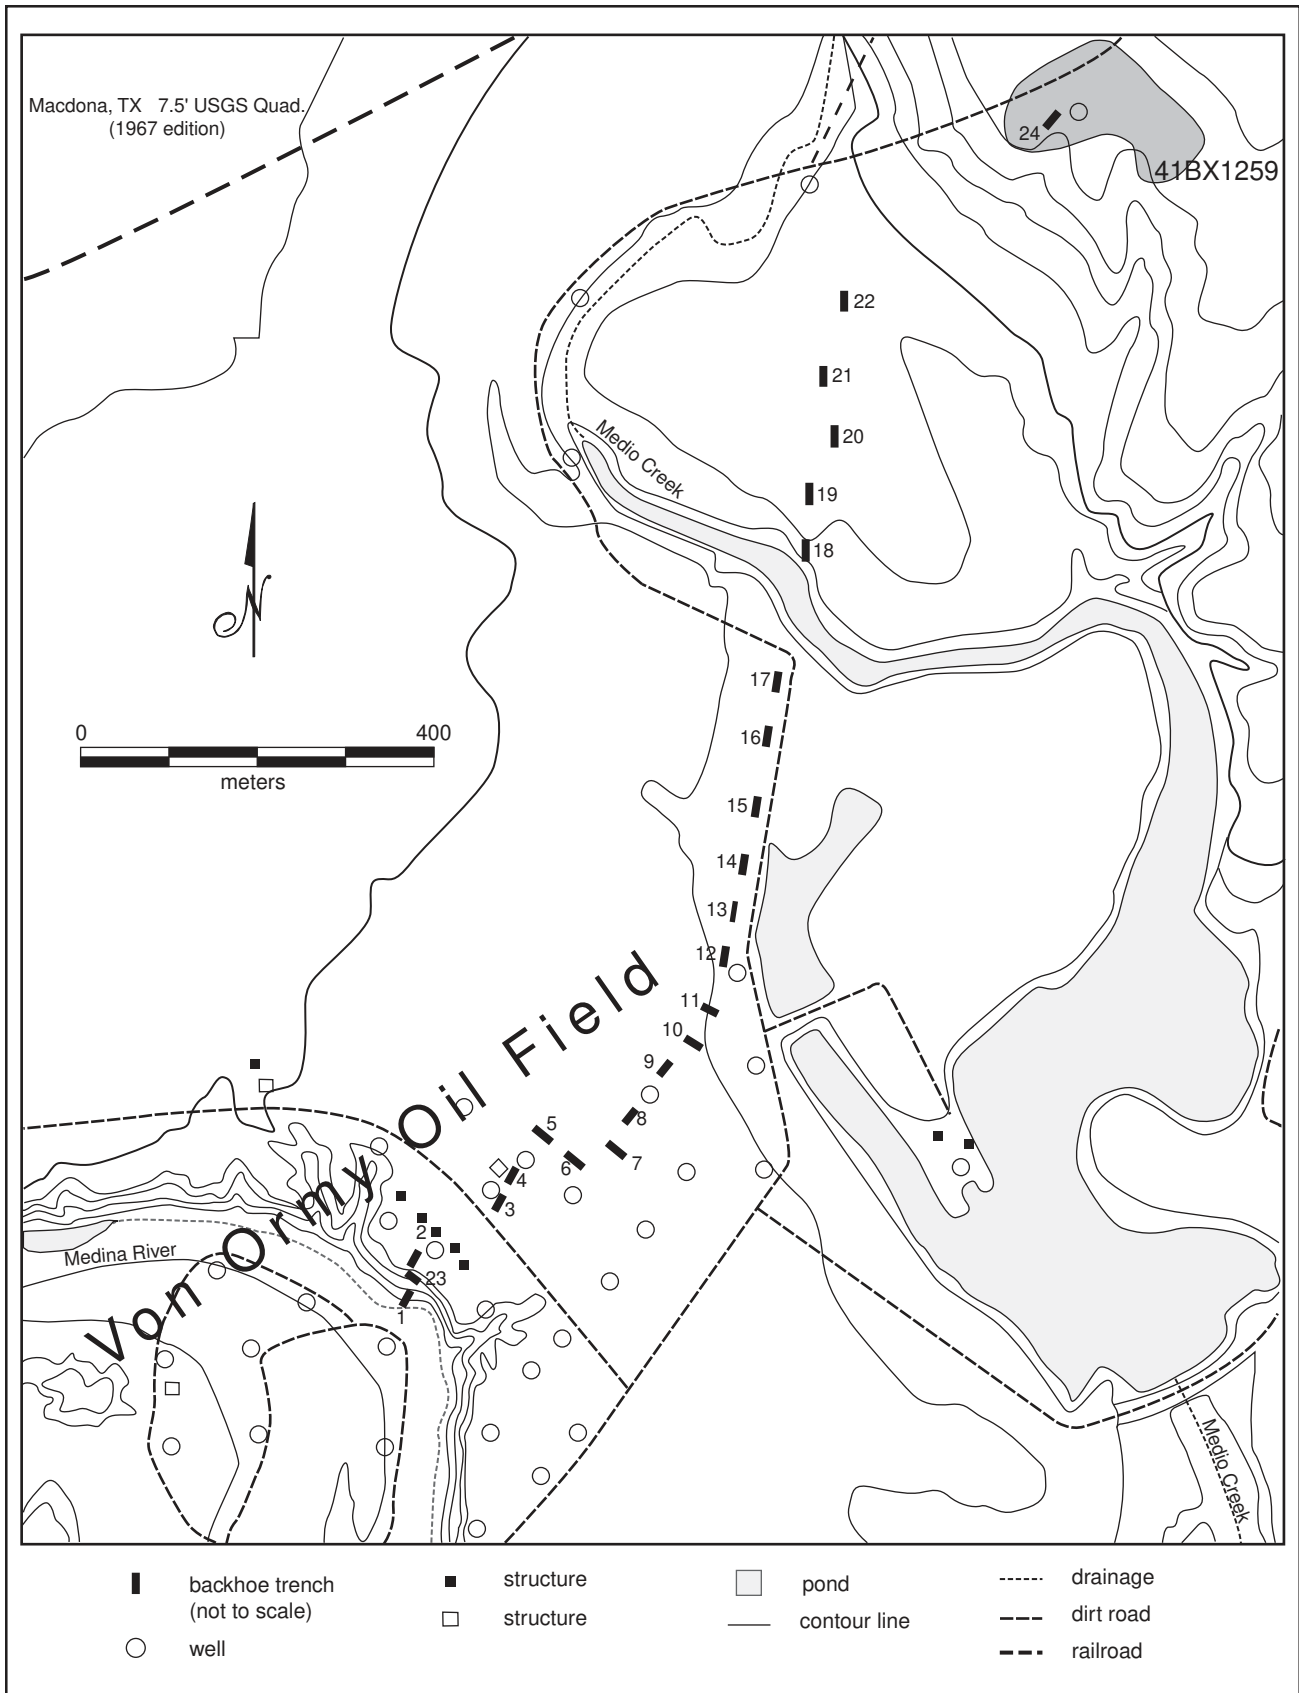 Macdona, TX 7.5' USGS Quad.
(1967 edition)
24
41BX1259
22
21
20
Medio Creek
19
18
N
17
0
400
meters
16
15
14
13
12
11
10
9
8
7
6
5
4
3
2
23
1
Von Ormy Oil Field
Medina River
Medio Creek
backhoe trench
(not to scale)
well
structure
structure
pond
contour line
drainage
dirt road
railroad